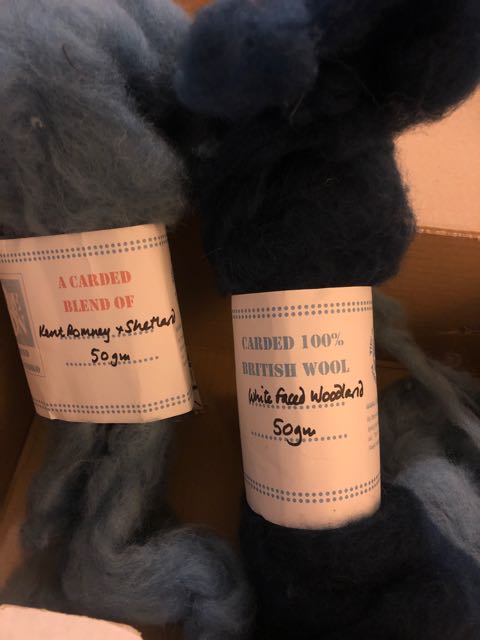 A CARDED
BLEND OF
Kent Romney + Shetland
50gm
CARDED 100%
BRITISH WOOL
White Faced Woodland
50gm